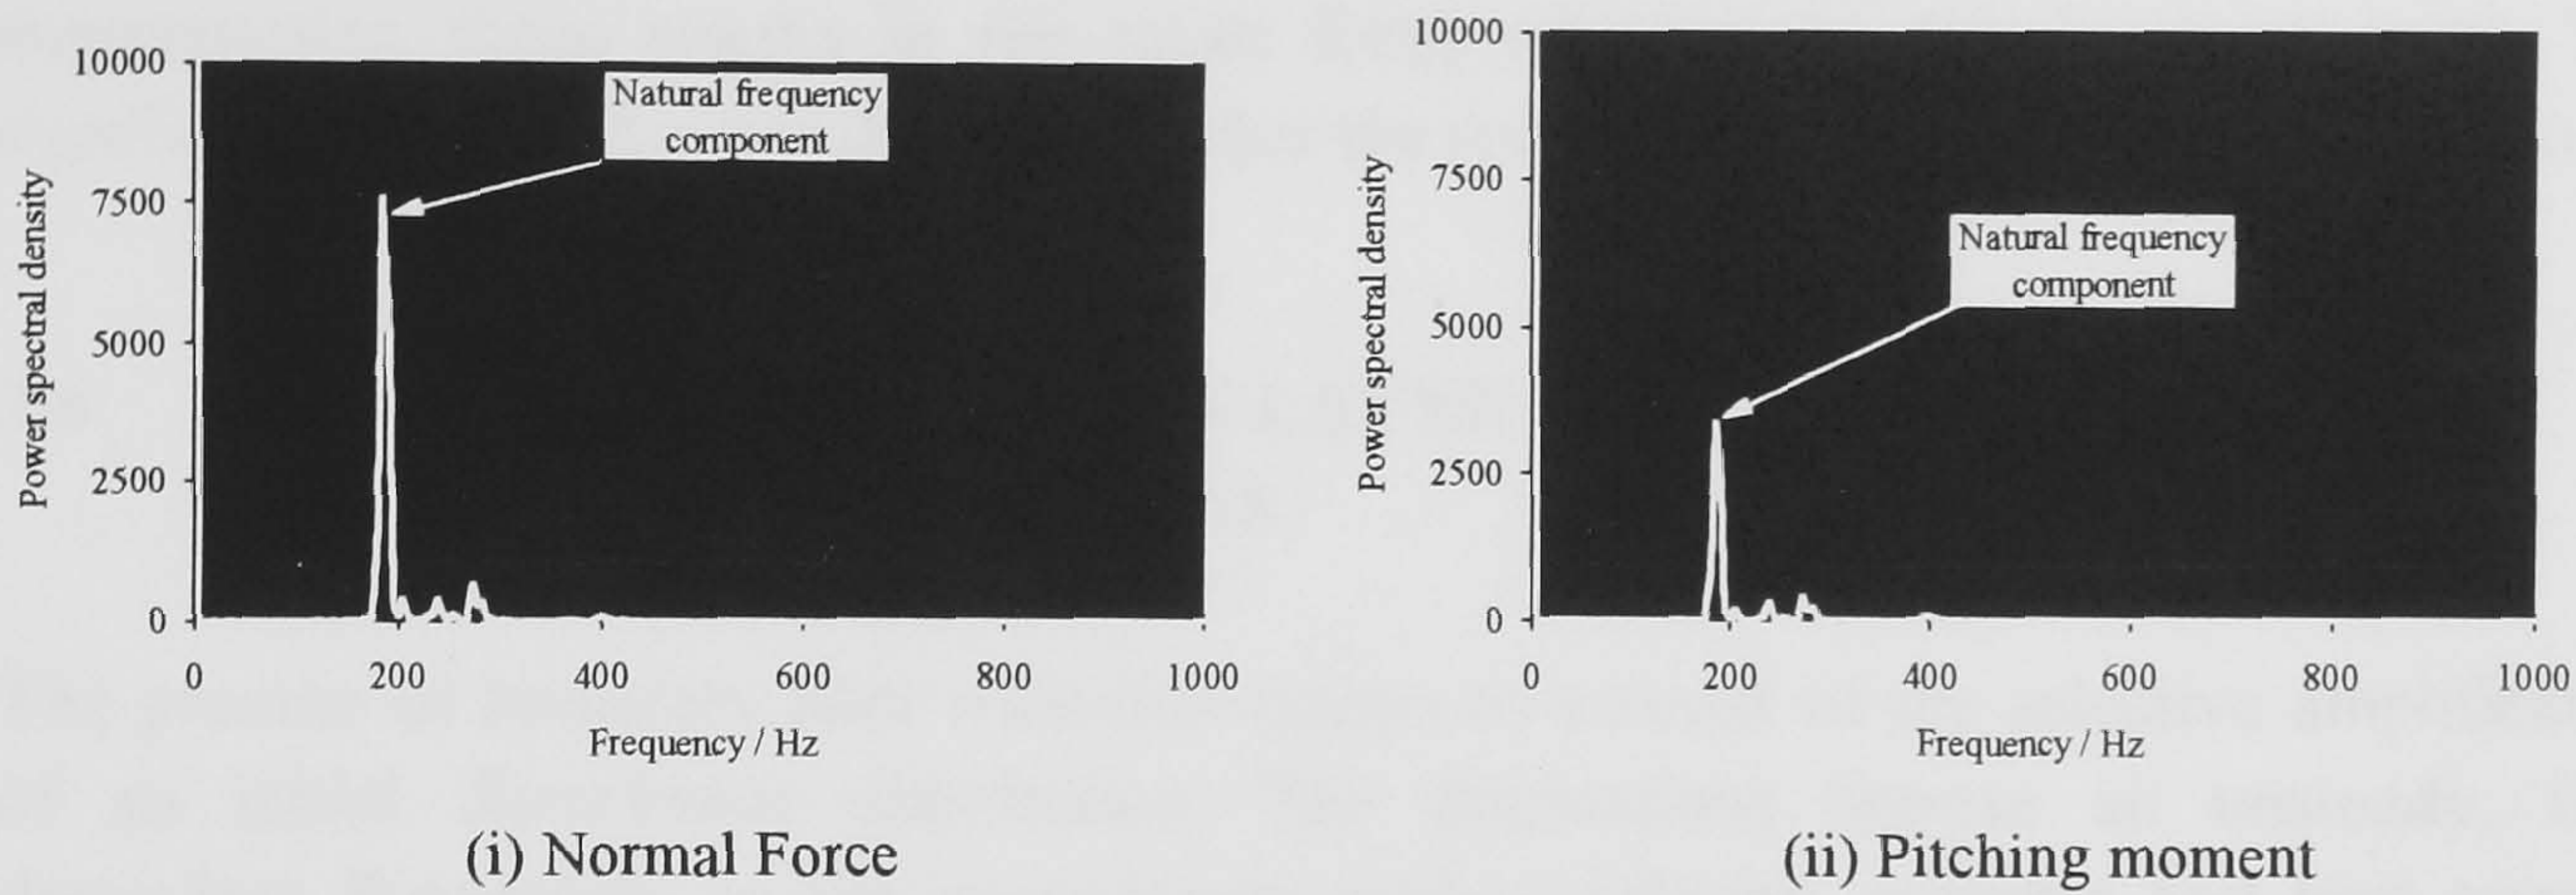 10000
7500
5000
2500
0
Power spectral density
Natural frequency
component
0
200
400
600
800
1000
Frequency / Hz
(i) Normal Force
10000
7500
5000
2500
0
Power spectral density
Natural frequency
component
0
200
400
600
800
1000
Frequency / Hz
(ii) Pitching moment